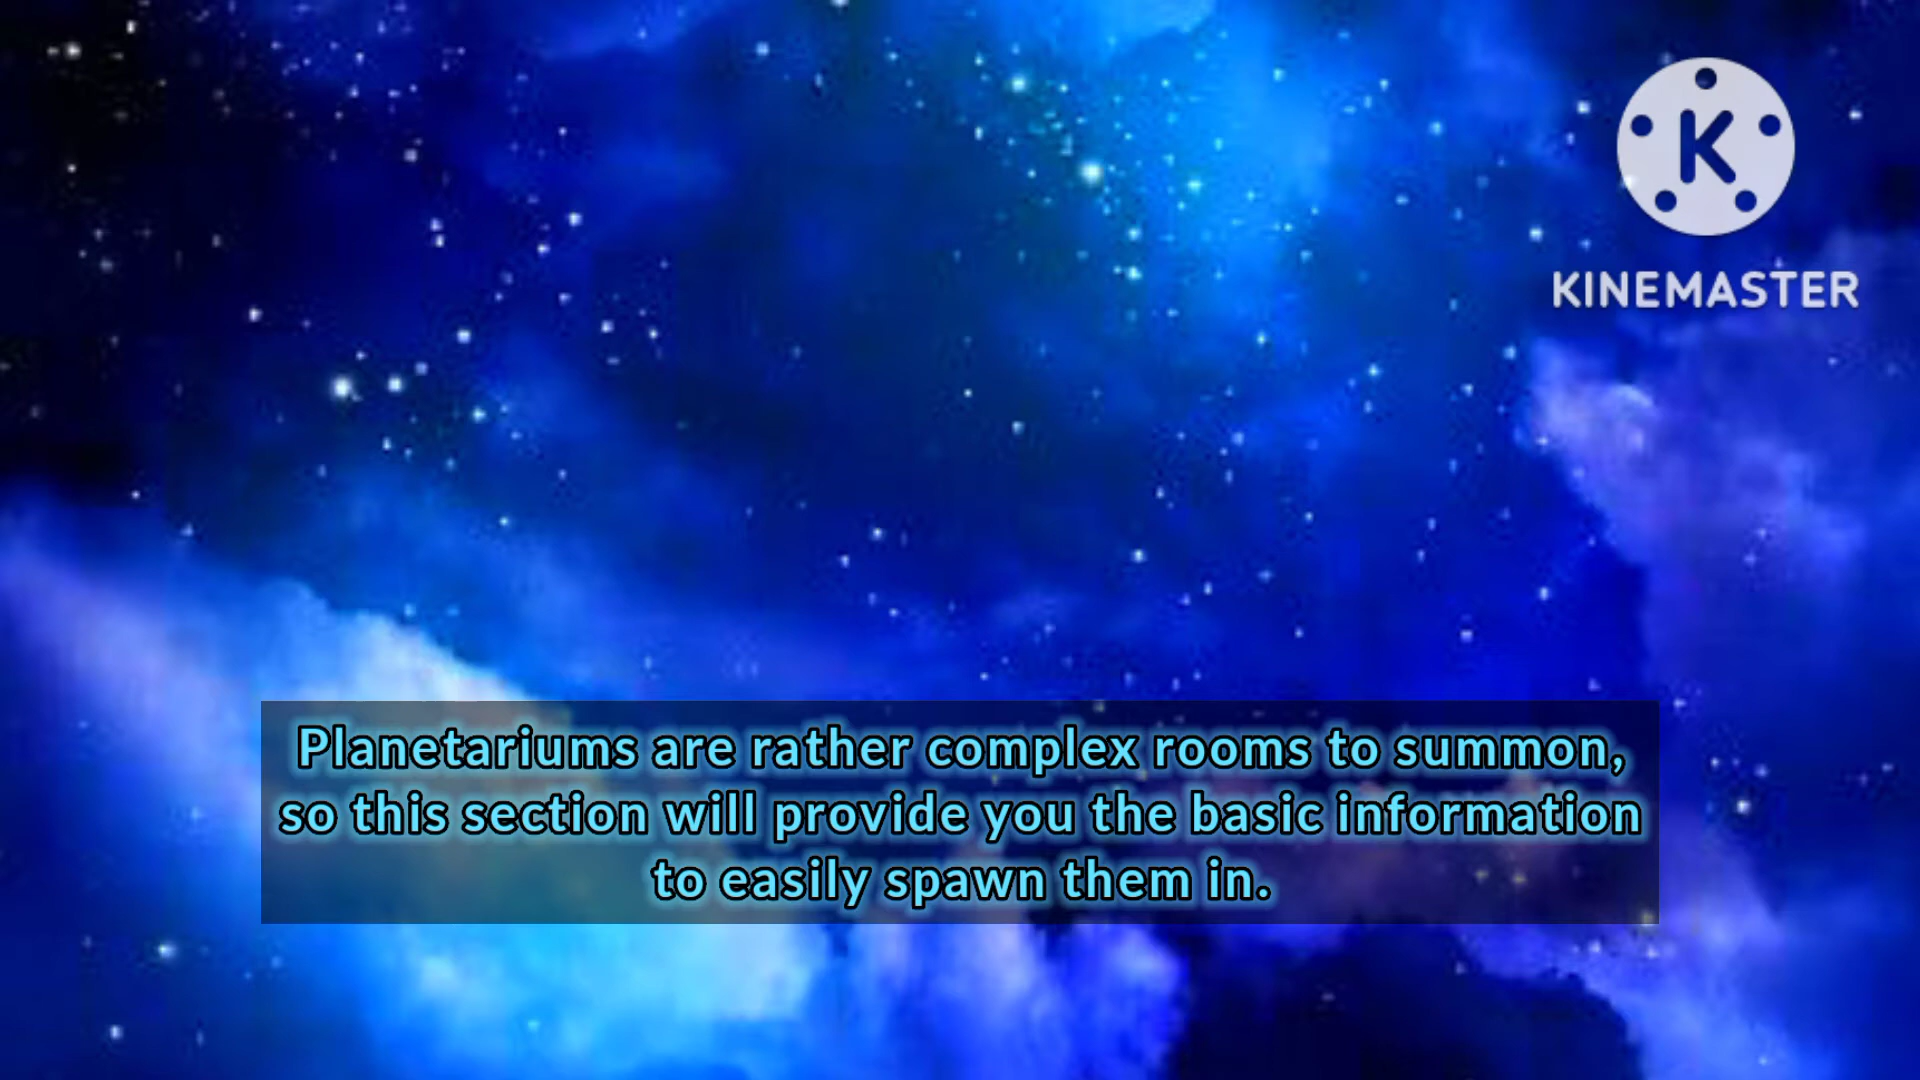 K
KINEMASTER
Planetariums are rather complex rooms to summon,
so this section will provide you the basic information
to easily spawn them in.